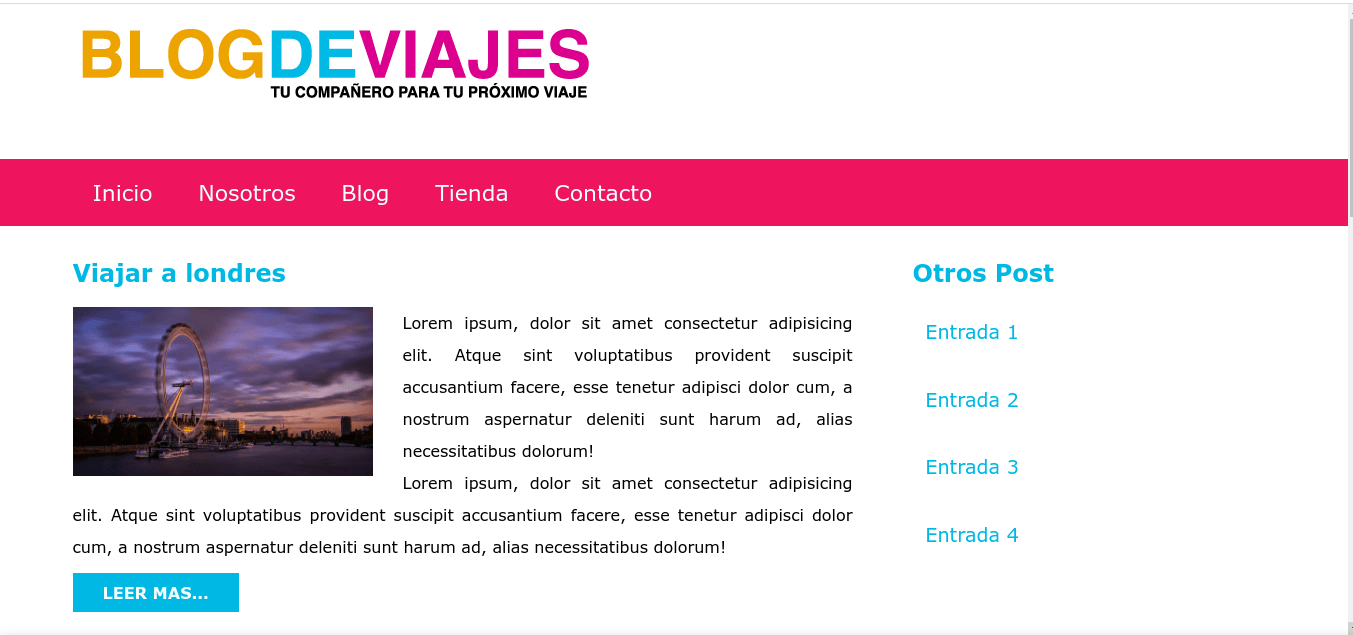 BLOGDEVIAJES
TU COMPAÑERO PARA TU PRÓXIMO VIAJE
Inicio Nosotros Blog Tienda Contacto
Viajar a londres
Lorem ipsum, dolor sit amet consectetur adipisicing
elit. Atque sint voluptatibus provident suscipit
accusantium facere, esse tenetur adipisci dolor cum, a
nostrum aspernatur deleniti sunt harum ad, alias
necessitatibus dolorum!
Lorem ipsum, dolor sit amet consectetur adipisicing
elit. Atque sint voluptatibus provident suscipit accusantium facere, esse tenetur adipisci dolor
cum, a nostrum aspernatur deleniti sunt harum ad, alias necessitatibus dolorum!
LEER MAS...
Otros Post
Entrada 1
Entrada 2
Entrada 3
Entrada 4